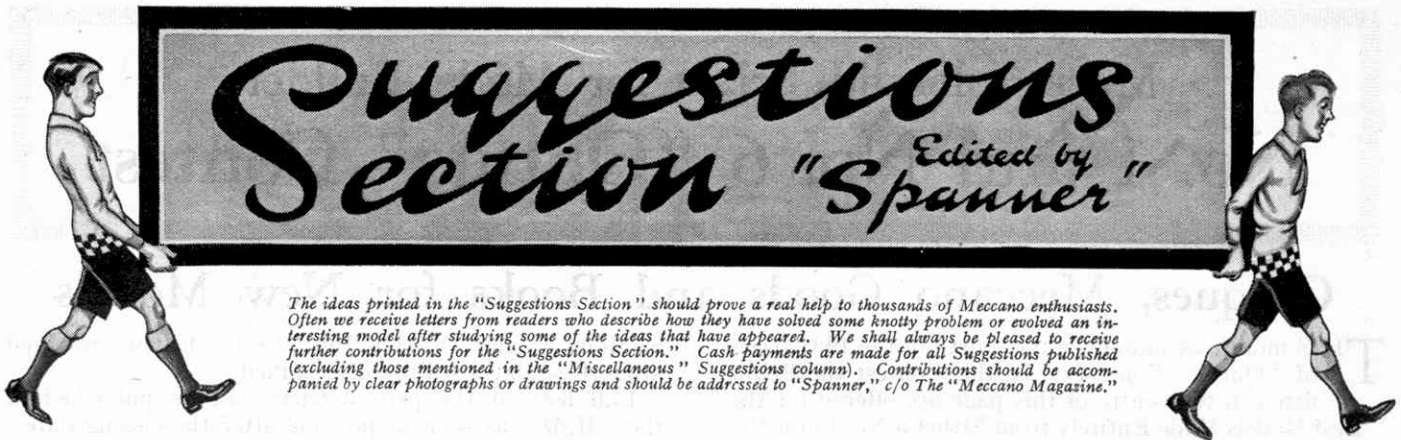 Suggestions
Section
Edited by
"Spanner"
The ideas printed in the "Suggestions Section" should prove a real help to thousands of Meccano enthusiasts.
Often we receive letters from readers who describe how they have solved some knotty problem or evolved an in-
teresting model after studying some of the ideas that have appeared. We shall always be pleased to receive
further contributions for the "Suggestions Section." Cash payments are made for all Suggestions published
(excluding those mentioned in the "Miscellaneous" Suggestions column). Contributions should be accom-
panied by clear photographs or drawings and should be addressed to "Spanner," c/o The "Meccano Magazine."